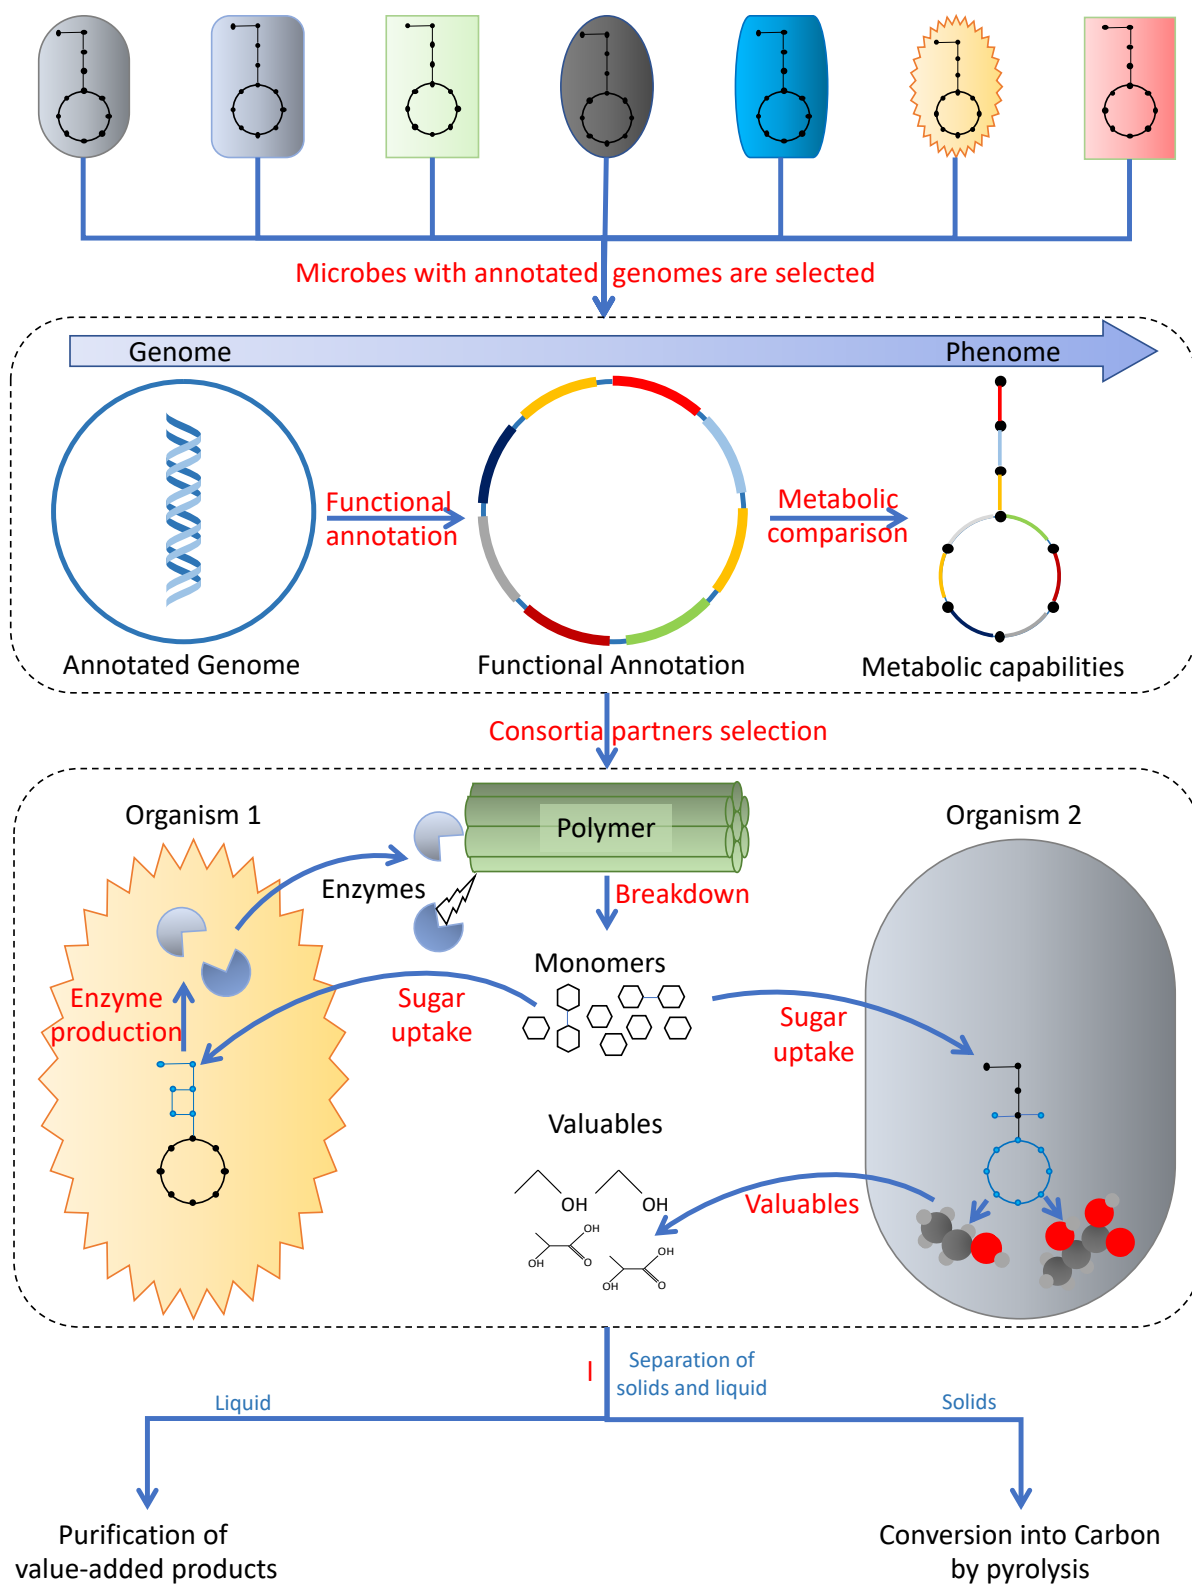 Microbes with annotated genomes are selected
Genome
Phenome
Functional
annotation
Metabolic
comparison
Annotated Genome
Functional Annotation
Metabolic capabilities
Consortia partners selection
Organism 1
Polymer
Organism 2
Enzymes
Breakdown
Monomers
Enzyme
production
Sugar
uptake
Sugar
uptake
Valuables
OH
OH
OH
OH
O
OH
OH
O
Valuables
I
Separation of
solids and liquid
Liquid
Solids
Purification of
value-added products
Conversion into Carbon
by pyrolysis